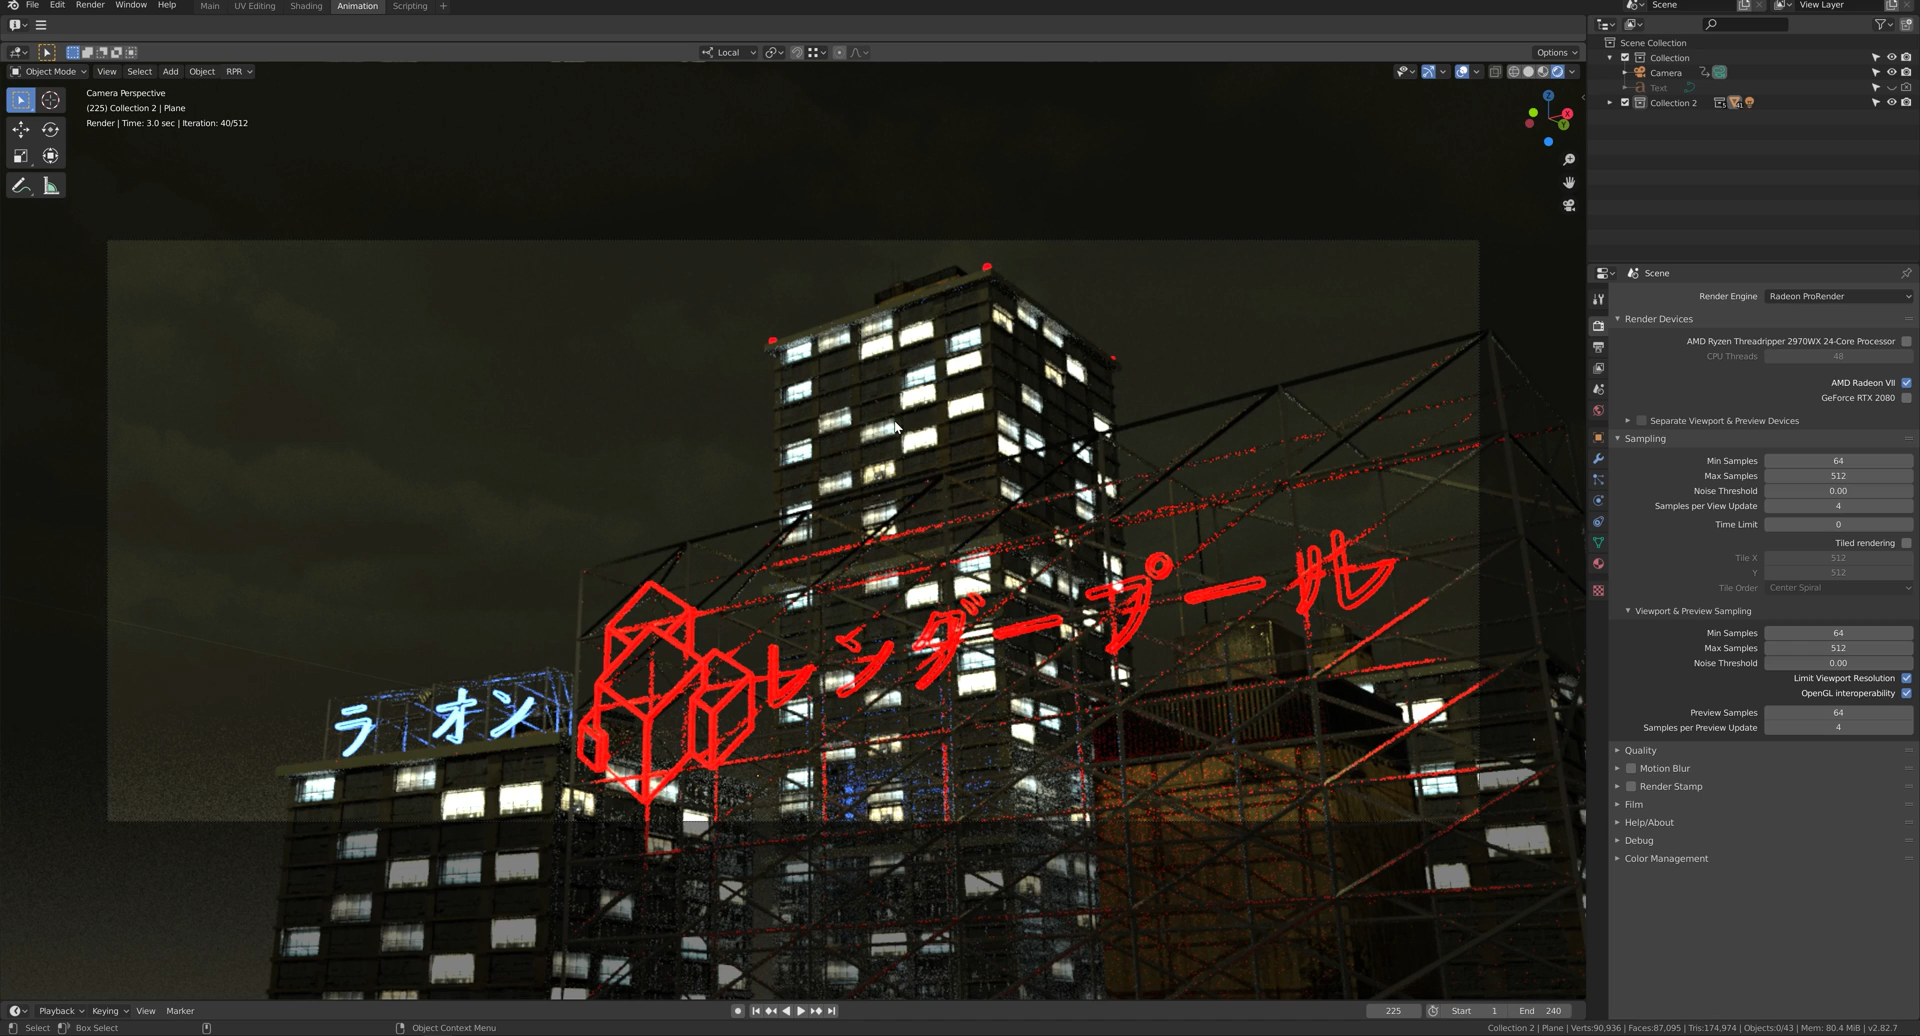 File Edit Render Window Help Main UV Editing Shading Animation Scripting + Scene View Layer
Local Options
Object Mode View Select Add Object RPR
Camera Perspective
(225) Collection 2 | Plane
Render | Time: 3.0 sec | Iteration: 40/512
Z
X
Y
レンダープール
ラ オン
Scene Collection
Collection
Camera
Text
Collection 2
Scene
Render Engine Radeon ProRender
Render Devices
AMD Ryzen Threadripper 2970WX 24-Core Processor
CPU Threads 48
AMD Radeon VII
GeForce RTX 2080
Separate Viewport & Preview Devices
Sampling
Min Samples 64
Max Samples 512
Noise Threshold 0.00
Samples per View Update 4
Time Limit 0
Tiled rendering
Tile X 512
Y 512
Tile Order Center Spiral
Viewport & Preview Sampling
Min Samples 64
Max Samples 512
Noise Threshold 0.00
Limit Viewport Resolution
OpenGL interoperability
Preview Samples 64
Samples per Preview Update 4
Quality
Motion Blur
Render Stamp
Film
Help/About
Debug
Color Management
Playback Keying View Marker 225 Start 1 End 240
Select Box Select Object Context Menu Collection 2 | Plane | Verts:90,936 | Faces:87,095 | Tris:174,974 | Objects:0/43 | Mem: 80.4 MiB | v2.82.7